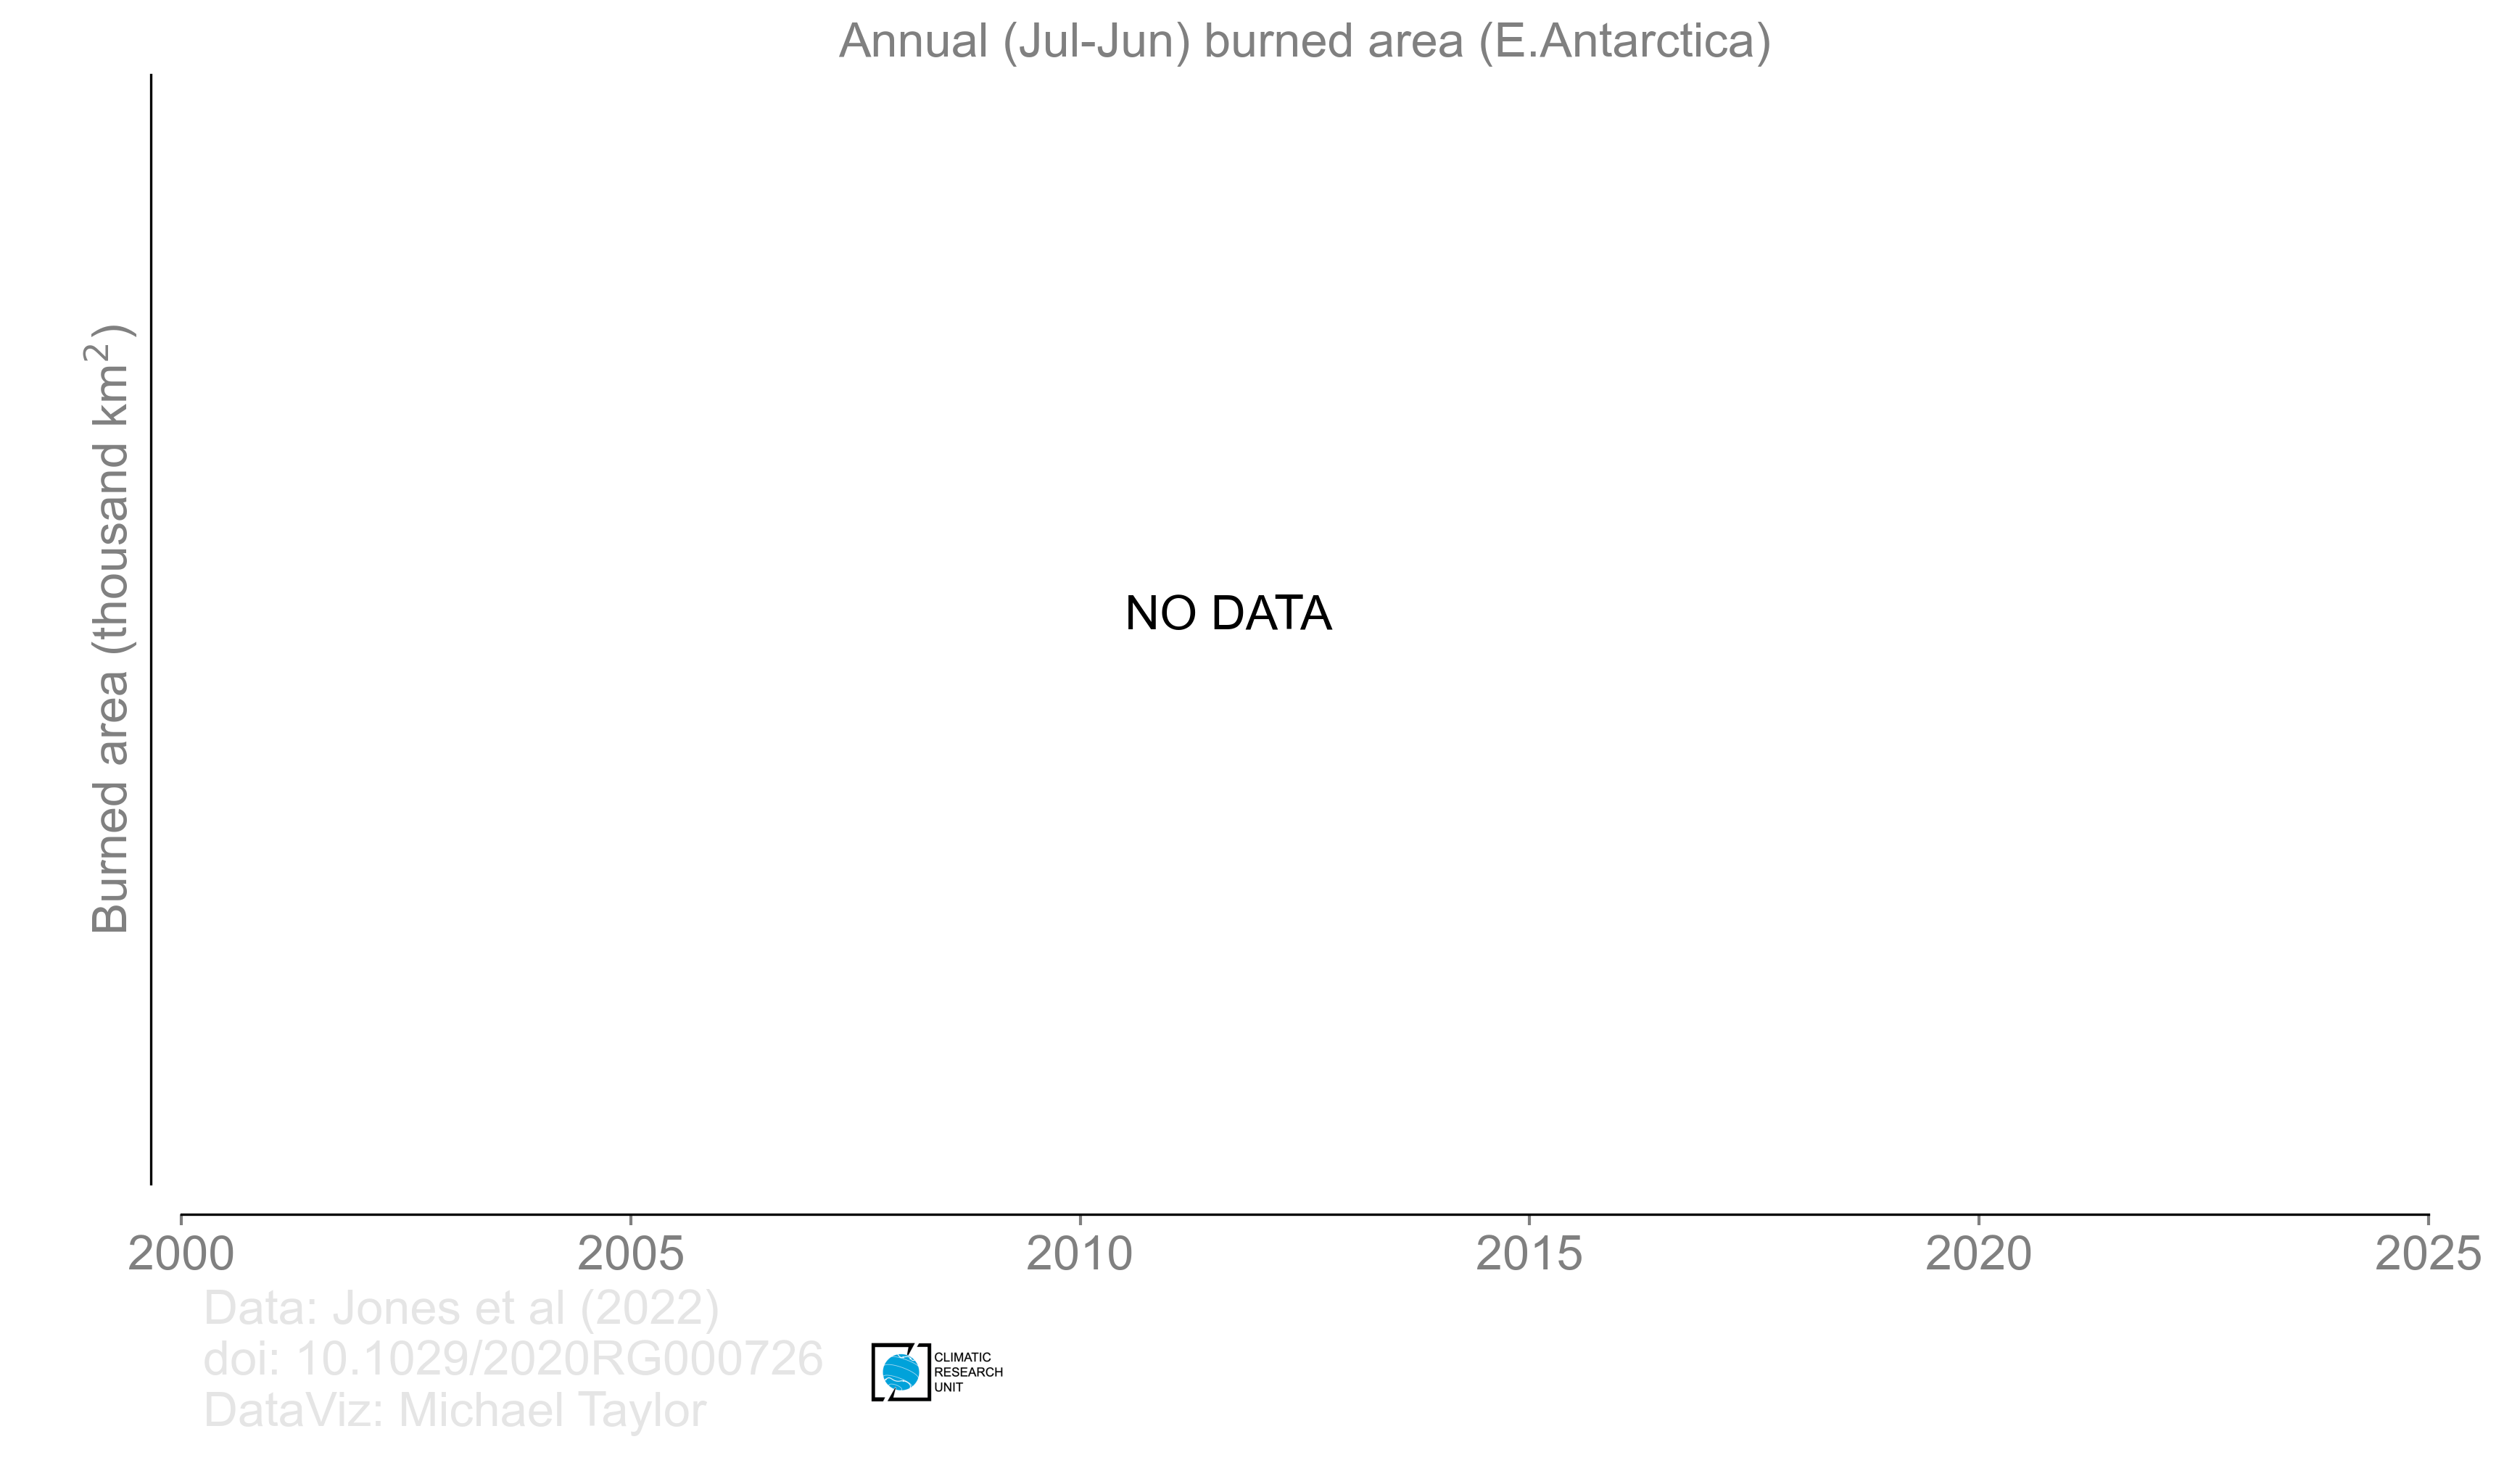 Annual (Jul-Jun) burned area (E.Antarctica)
Burned area (thousand km²)
NO DATA
2000 2005 2010 2015 2020 2025
Data: Jones et al (2022)
doi: 10.1029/2020RG000726
DataViz: Michael Taylor
CLIMATIC
RESEARCH
UNIT